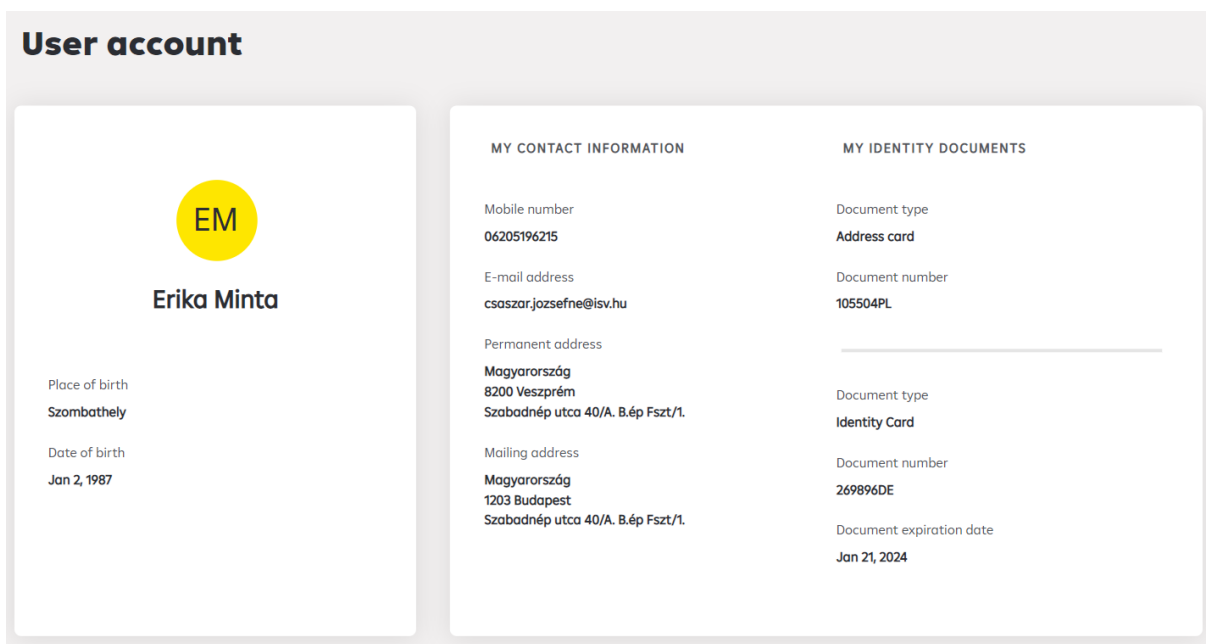 User account
EM
Erika Minta
Place of birth
Szombathely
Date of birth
Jan 2, 1987
MY CONTACT INFORMATION
Mobile number
06205196215
E-mail address
csaszar.jozsefne@isv.hu
Permanent address
Magyarország
8200 Veszprém
Szabadnép utca 40/A. B.ép Fszt/1.
Mailing address
Magyarország
1203 Budapest
Szabadnép utca 40/A. B.ép Fszt/1.
MY IDENTITY DOCUMENTS
Document type
Address card
Document number
105504PL
Document type
Identity Card
Document number
269896DE
Document expiration date
Jan 21, 2024